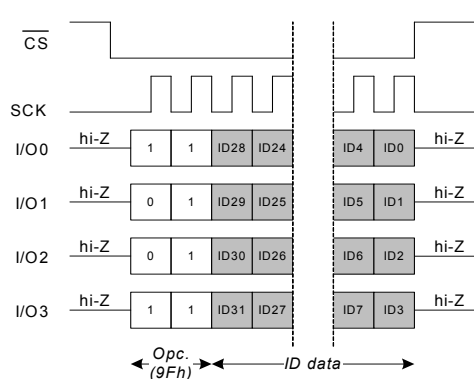 CS
SCK
I/O0 hi-Z 1 1 ID28 ID24 ID4 ID0 hi-Z
I/O1 hi-Z 0 1 ID29 ID25 ID5 ID1 hi-Z
I/O2 hi-Z 0 1 ID30 ID26 ID6 ID2 hi-Z
I/O3 hi-Z 1 1 ID31 ID27 ID7 ID3 hi-Z
Opc. ID data
(9Fh)